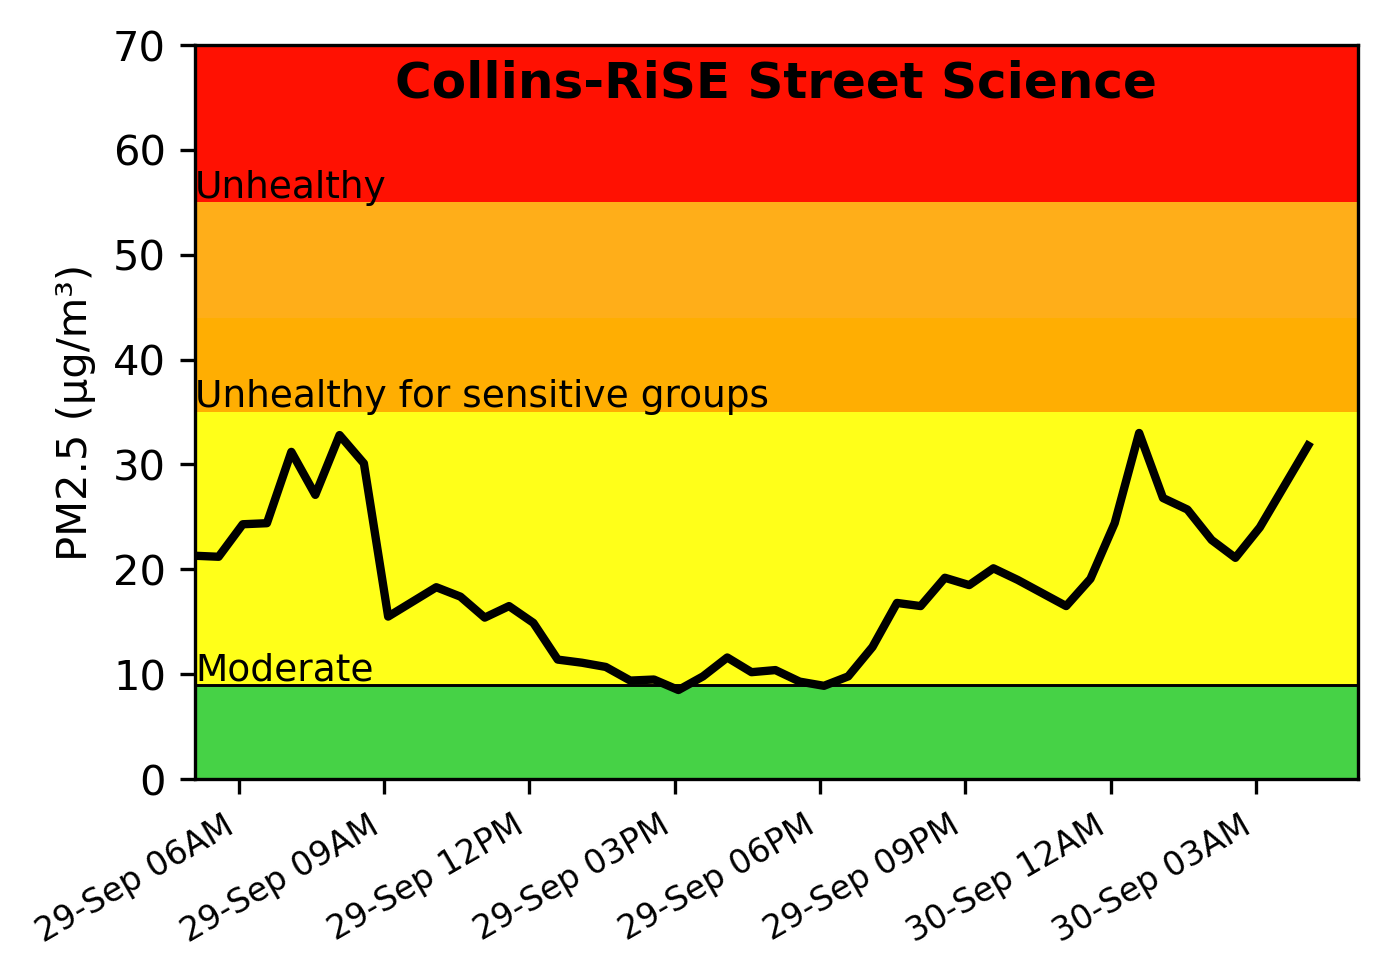 Collins-RiSE Street Science
70
60
50
40
30
20
10
0
PM2.5 (µg/m³)
Unhealthy
Unhealthy for sensitive groups
Moderate
29-Sep 06AM
29-Sep 09AM
29-Sep 12PM
29-Sep 03PM
29-Sep 06PM
29-Sep 09PM
30-Sep 12AM
30-Sep 03AM